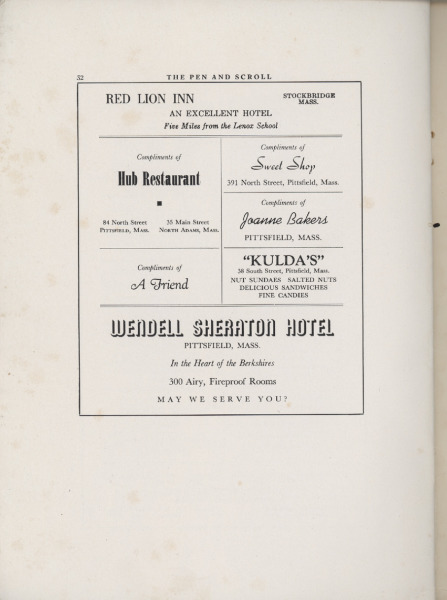 52
THE PEN AND SCROLL
RED LION INN
STOCKBRIDGE
MASS.
AN EXCELLENT HOTEL
Five Miles from the Lenox School
Compliments of
Hub Restaurant
84 North Street
PITTSFIELD, MASS.
35 Main Street
NORTH ADAMS, MASS.
Compliments of
A Friend
Compliments of
Sweet Shop
391 North Street, Pittsfield, Mass.
Compliments of
Joanne Bakers
PITTSFIELD, MASS.
"KULDA'S"
38 South Street, Pittsfield, Mass.
NUT SUNDAES SALTED NUTS
DELICIOUS SANDWICHES
FINE CANDIES
WENDELL SHERATON HOTEL
PITTSFIELD, MASS.
In the Heart of the Berkshires
300 Airy, Fireproof Rooms
MAY WE SERVE YOU?